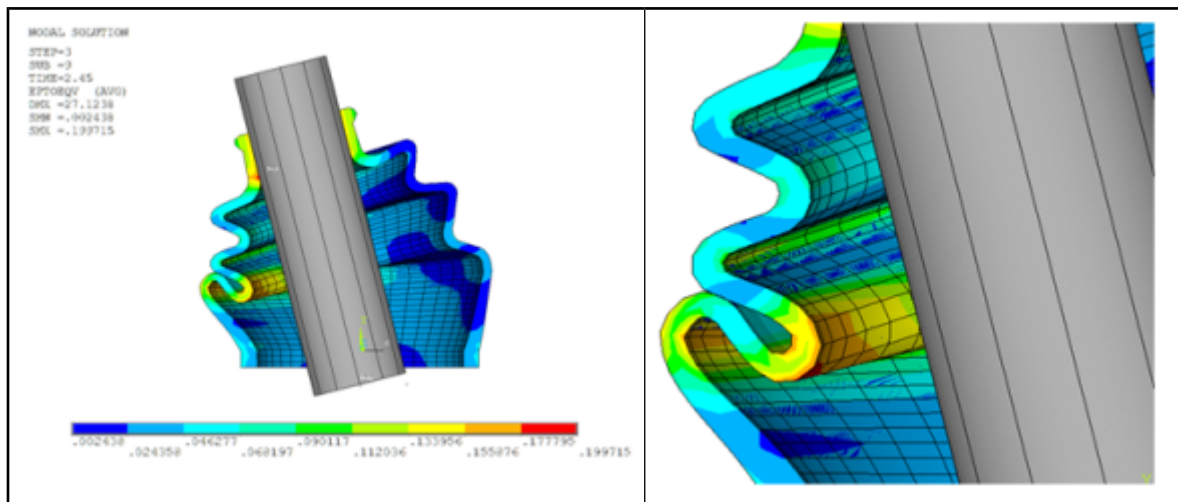 NODAL SOLUTION
STEP=3
SUB =9
TIME=2.45
EPTOEQV (AVG)
DMX =27.1238
SMN =.002438
SMX =.199715
.002438 .046277 .090117 .133956 .177795
.024358 .068197 .112036 .155876 .199715